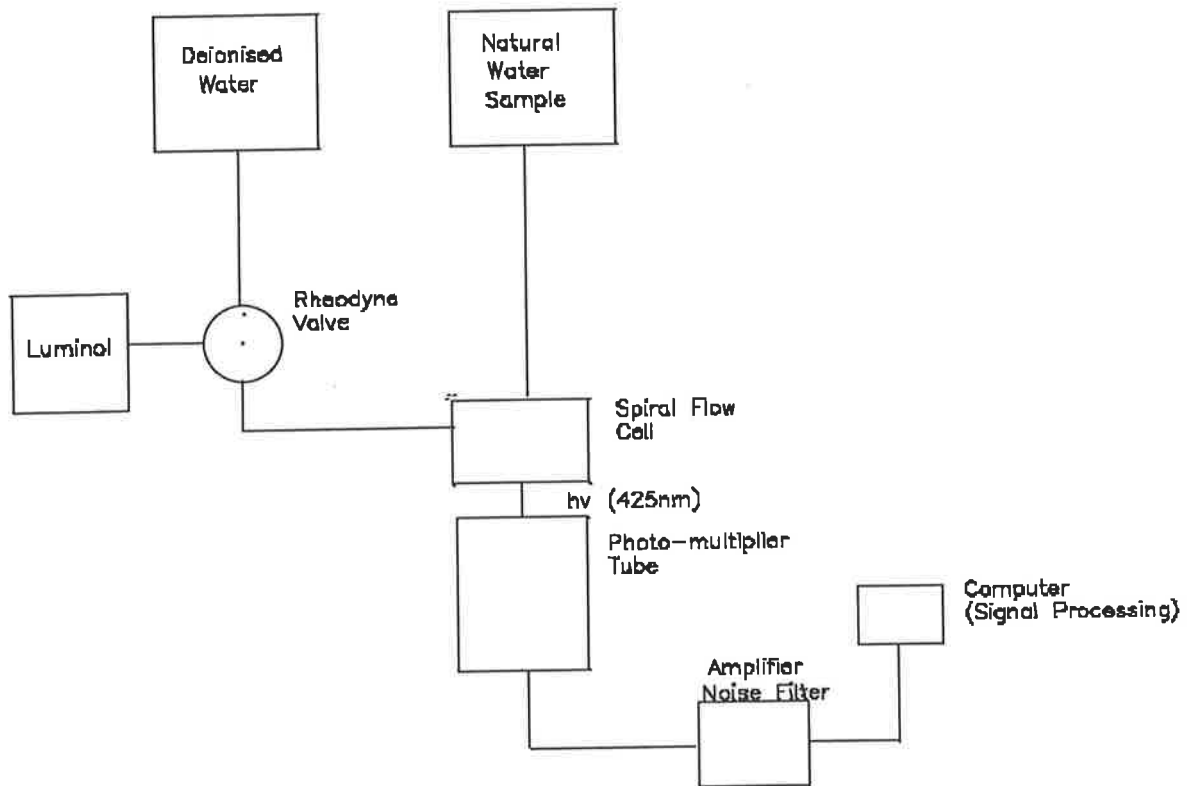 Deionised
Water
Natural
Water
Sample
Luminol
Rheodyne
Valve
Spiral Flow
Cell
hv (425nm)
Photo-multiplier
Tube
Computer
(Signal Processing)
Amplifier
Noise Filter